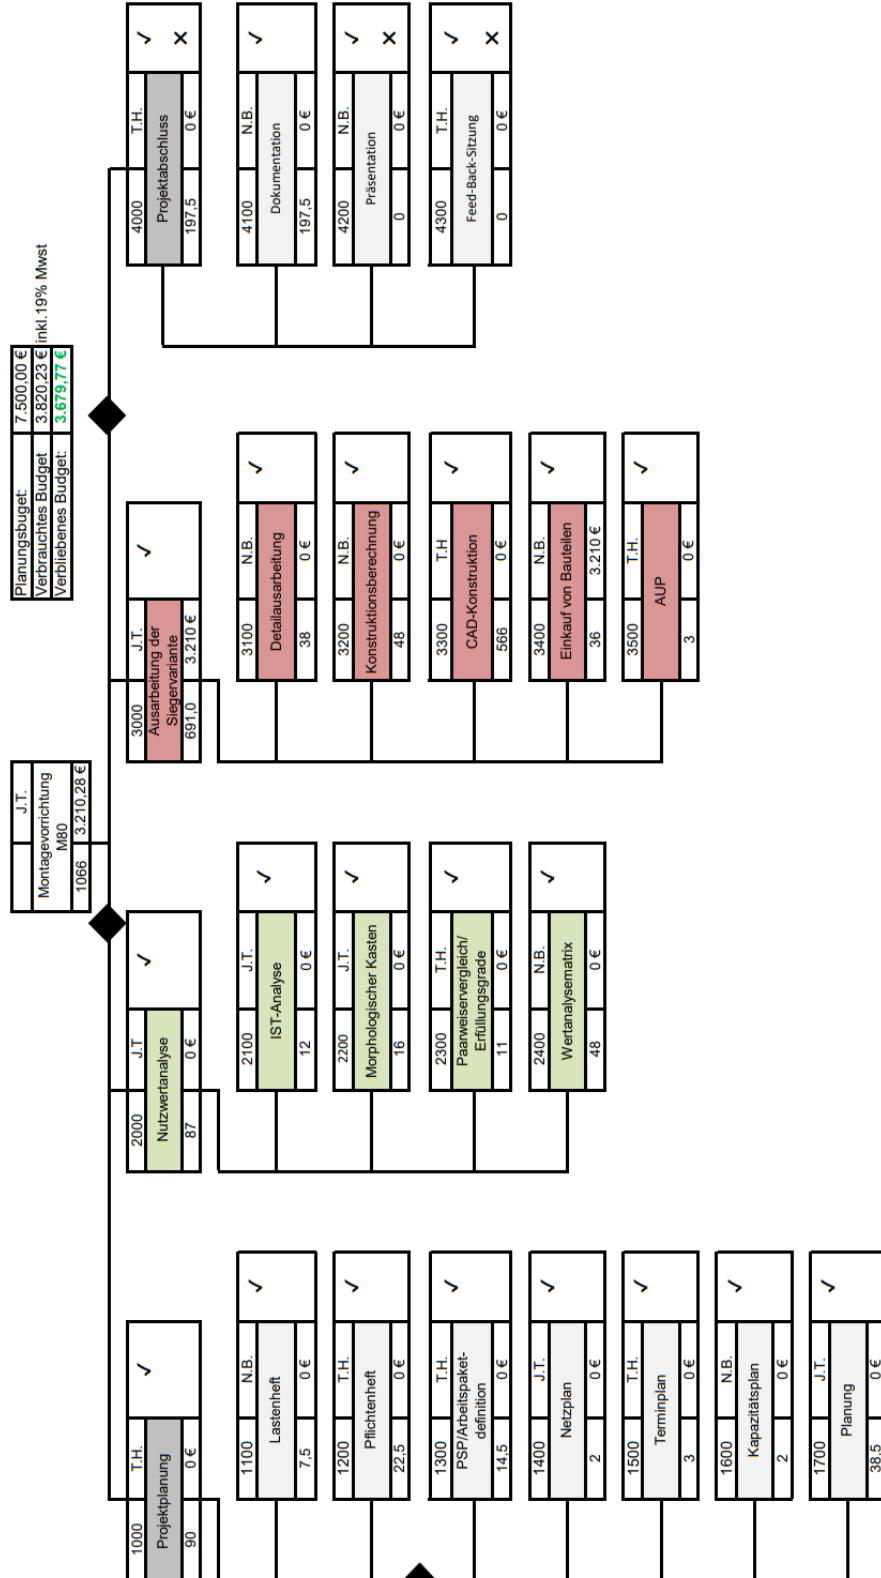 J.T.
Montagevorrichtung
M80
1066 3.210,28 €
Planungsbuget: 7.500,00 €
Verbrauchtes Budget 3.820,23 € inkl.19% Mwst
Verbliebenes Budget: 3.679,77 €
1000 T.H. ✓
Projektplanung
90 0 €
1100 N.B. ✓
Lastenheft
7,5 0 €
1200 T.H. ✓
Pflichtenheft
22,5 0 €
1300 T.H. ✓
PSP/Arbeitspaket-
definition
14,5 0 €
1400 J.T. ✓
Netzplan
2 0 €
1500 T.H. ✓
Terminplan
3 0 €
1600 N.B. ✓
Kapazitätsplan
2 0 €
1700 J.T. ✓
Planung
38,5 0 €
2000 J.T ✓
Nutzwertanalyse
87 0 €
2100 J.T. ✓
IST-Analyse
12 0 €
2200 J.T. ✓
Morphologischer Kasten
16 0 €
2300 T.H. ✓
Paarweiservergleich/
Erfüllungsgrade
11 0 €
2400 N.B. ✓
Wertanalysematrix
48 0 €
3000 J.T. ✓
Ausarbeitung der
Siegervariante
691,0 3.210 €
3100 N.B. ✓
Detailausarbeitung
38 0 €
3200 N.B. ✓
Konstruktionsberechnung
48 0 €
3300 T.H ✓
CAD-Konstruktion
566 0 €
3400 N.B. ✓
Einkauf von Bauteilen
36 3.210 €
3500 T.H. ✓
AUP
3 0 €
4000 T.H. ✓
Projektabschluss
197,5 0 € ×
4100 N.B. ✓
Dokumentation
197,5 0 €
4200 N.B. ✓
Präsentation
0 0 € ×
4300 T.H. ✓
Feed-Back-Sitzung
0 0 € ×